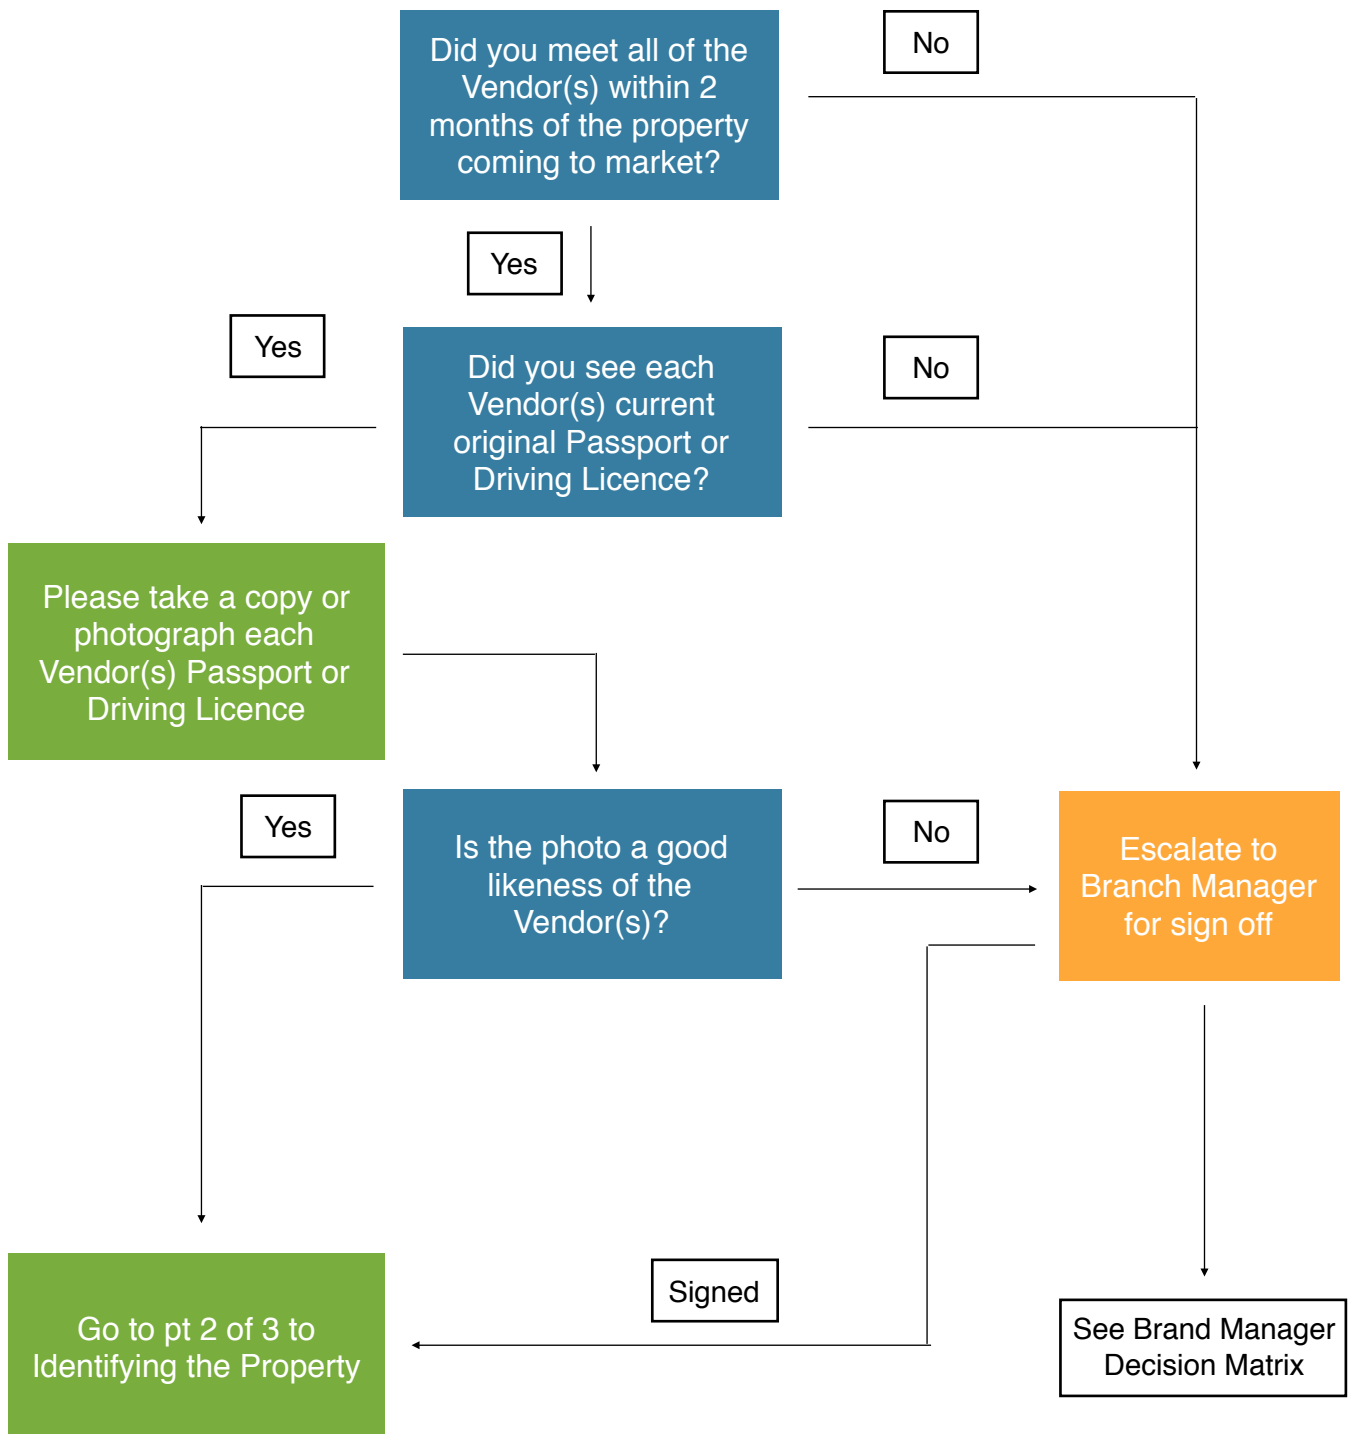 Did you meet all of the
Vendor(s) within 2
months of the property
coming to market?
No
Yes
Yes
Did you see each
Vendor(s) current
original Passport or
Driving Licence?
No
Please take a copy or
photograph each
Vendor(s) Passport or
Driving Licence
Yes
Is the photo a good
likeness of the
Vendor(s)?
No
Escalate to
Branch Manager
for sign off
Go to pt 2 of 3 to
Identifying the Property
Signed
See Brand Manager
Decision Matrix